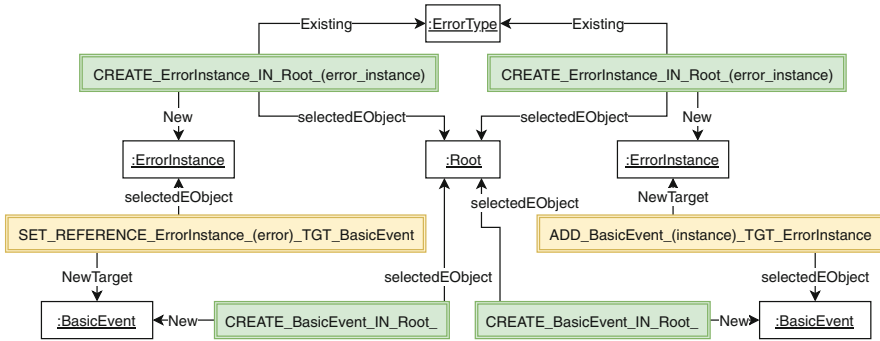 Existing
:ErrorType
Existing
CREATE_ErrorInstance_IN_Root_(error_instance)
CREATE_ErrorInstance_IN_Root_(error_instance)
New
selectedEObject
selectedEObject
New
:ErrorInstance
:Root
:ErrorInstance
selectedEObject
selectedEObject
NewTarget
SET_REFERENCE_ErrorInstance_(error)_TGT_BasicEvent
ADD_BasicEvent_(instance)_TGT_ErrorInstance
NewTarget
selectedEObject
selectedEObject
:BasicEvent
New
CREATE_BasicEvent_IN_Root_
CREATE_BasicEvent_IN_Root_
New
:BasicEvent